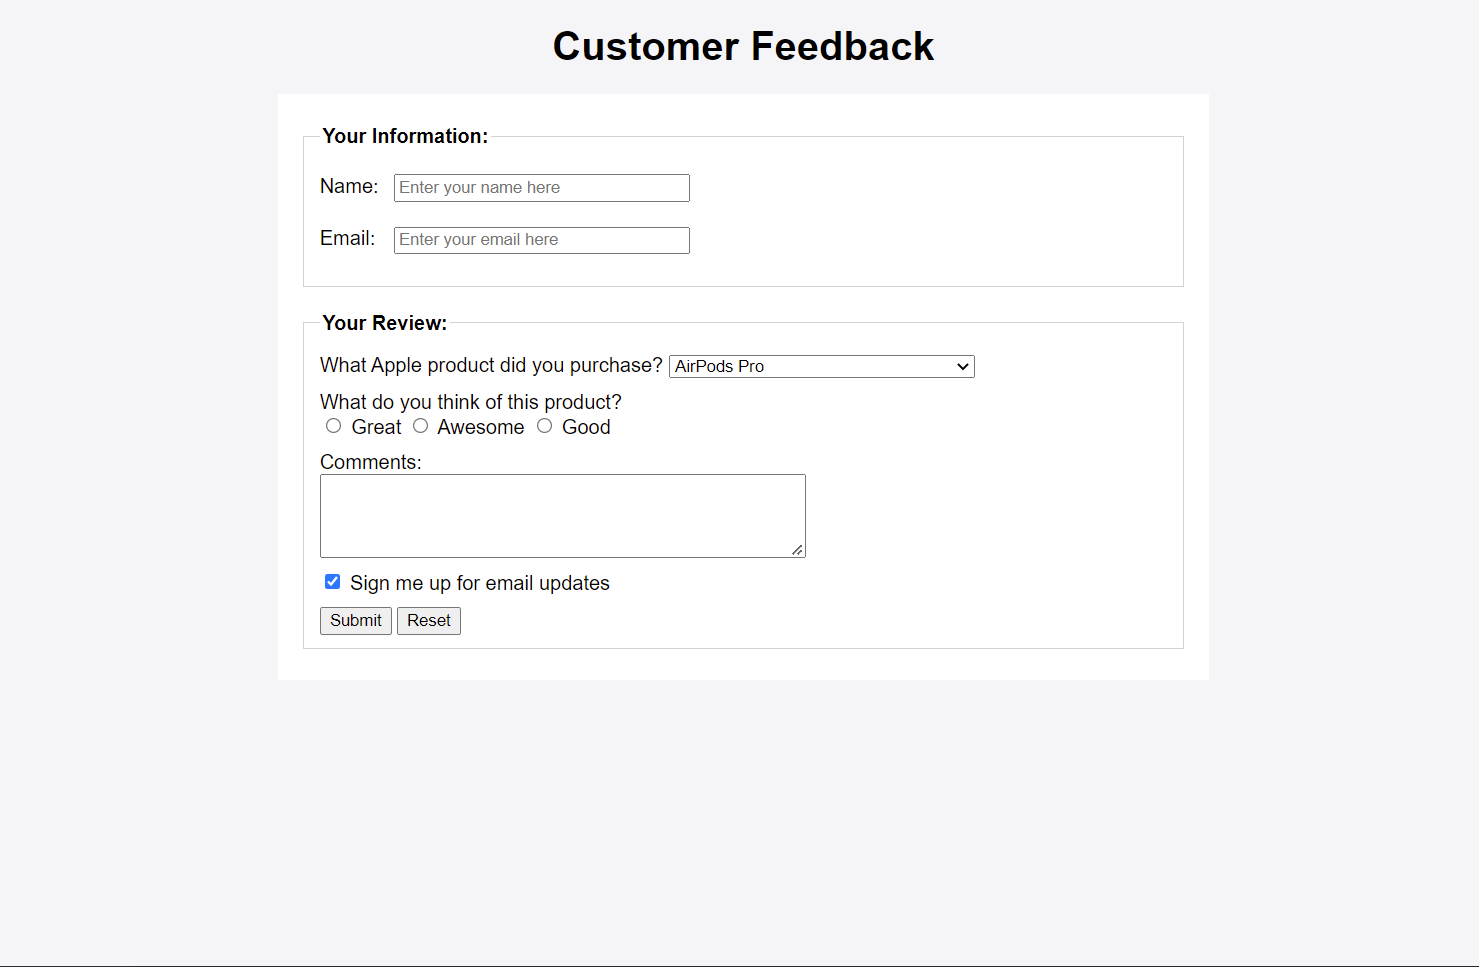 Customer Feedback
Your Information:
Name: Enter your name here
Email: Enter your email here
Your Review:
What Apple product did you purchase? AirPods Pro
What do you think of this product?
Great Awesome Good
Comments:
Sign me up for email updates
Submit Reset